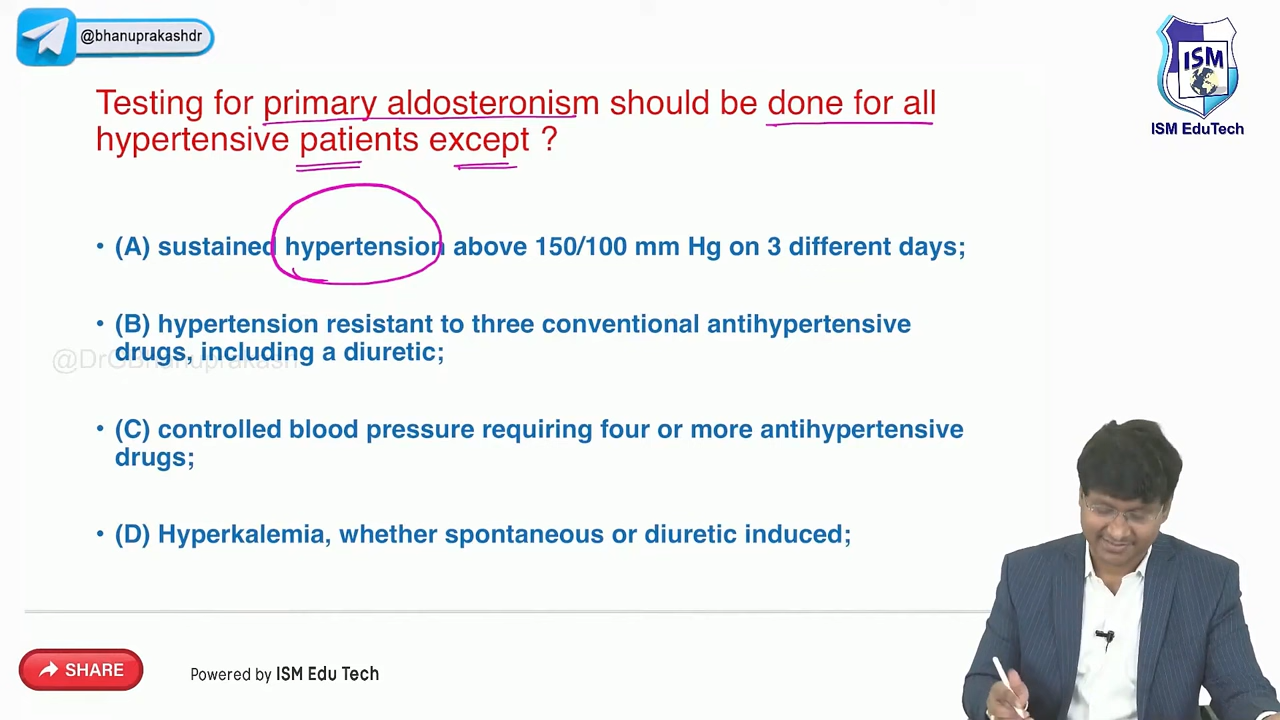 @bhanuprakashdr
ISM
ISM EduTech
Testing for primary aldosteronism should be done for all
hypertensive patients except ?
• (A) sustained hypertension above 150/100 mm Hg on 3 different days;
• (B) hypertension resistant to three conventional antihypertensive
drugs, including a diuretic;
@DrGBhanuprakash
• (C) controlled blood pressure requiring four or more antihypertensive
drugs;
• (D) Hyperkalemia, whether spontaneous or diuretic induced;
SHARE
Powered by ISM Edu Tech